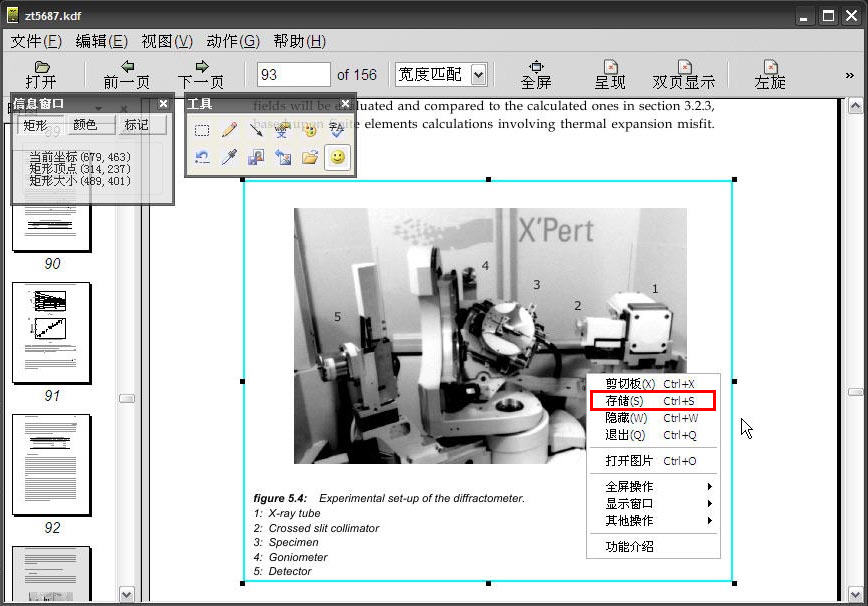 zt5687.kdf
文件(F) 编辑(E) 视图(V) 动作(G) 帮助(H)
打开 前一页 下一页 93 of 156 宽度匹配 全屏 呈现 双页显示 左旋 »
信息窗口
矩形 颜色 标记
当前坐标(679,463)
矩形顶点(314,237)
矩形大小(489,401)
工具
fields will be evaluated and compared to the calculated ones in section 3.2.3,
elements calculations involving thermal expansion misfit.
90
91
92
X'Pert
4
3
1
2
5
剪切板(X) Ctrl+X
存储(S) Ctrl+S
隐藏(W) Ctrl+W
退出(Q) Ctrl+Q
打开图片 Ctrl+O
全屏操作
显示窗口
其他操作
功能介绍
figure 5.4: Experimental set-up of the diffractometer.
1: X-ray tube
2: Crossed slit collimator
3: Specimen
4: Goniometer
5: Detector